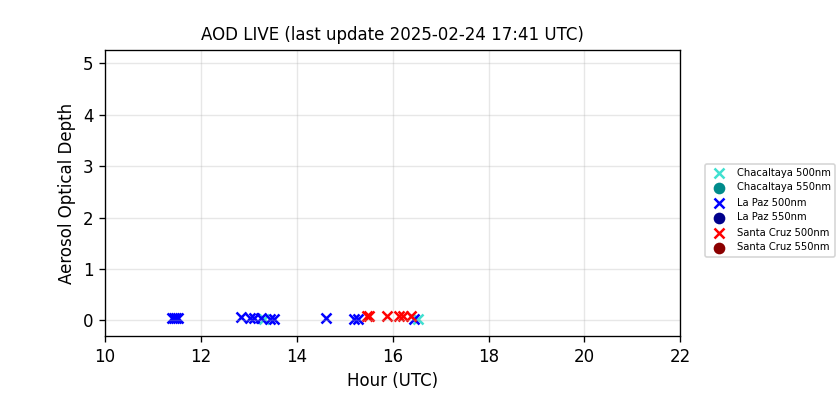 AOD LIVE (last update 2025-02-24 17:41 UTC)
Aerosol Optical Depth
5
4
3
2
1
0
10 12 14 16 18 20 22
Hour (UTC)
Chacaltaya 500nm
Chacaltaya 550nm
La Paz 500nm
La Paz 550nm
Santa Cruz 500nm
Santa Cruz 550nm